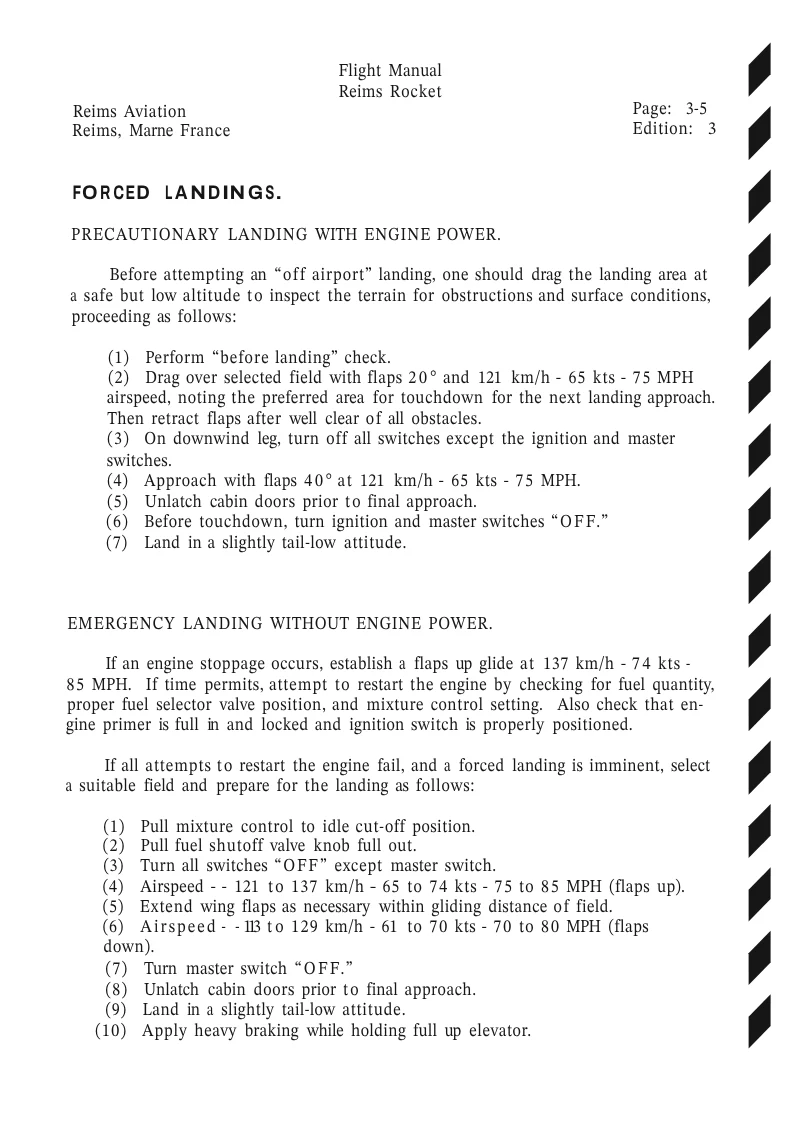 Flight Manual
Reims Rocket
Reims Aviation
Reims, Marne France
Page: 3-5
Edition: 3
FORCED LANDINGS.
PRECAUTIONARY LANDING WITH ENGINE POWER.
Before attempting an “off airport” landing, one should drag the landing area at
a safe but low altitude to inspect the terrain for obstructions and surface conditions,
proceeding as follows:
(1) Perform “before landing” check.
(2) Drag over selected field with flaps 20° and 121 km/h - 65 kts - 75 MPH
airspeed, noting the preferred area for touchdown for the next landing approach.
Then retract flaps after well clear of all obstacles.
(3) On downwind leg, turn off all switches except the ignition and master
switches.
(4) Approach with flaps 40° at 121 km/h - 65 kts - 75 MPH.
(5) Unlatch cabin doors prior to final approach.
(6) Before touchdown, turn ignition and master switches “OFF.”
(7) Land in a slightly tail-low attitude.
EMERGENCY LANDING WITHOUT ENGINE POWER.
If an engine stoppage occurs, establish a flaps up glide at 137 km/h - 74 kts -
85 MPH. If time permits, attempt to restart the engine by checking for fuel quantity,
proper fuel selector valve position, and mixture control setting. Also check that en-
gine primer is full in and locked and ignition switch is properly positioned.
If all attempts to restart the engine fail, and a forced landing is imminent, select
a suitable field and prepare for the landing as follows:
(1) Pull mixture control to idle cut-off position.
(2) Pull fuel shutoff valve knob full out.
(3) Turn all switches “OFF” except master switch.
(4) Airspeed - - 121 to 137 km/h - 65 to 74 kts - 75 to 85 MPH (flaps up).
(5) Extend wing flaps as necessary within gliding distance of field.
(6) Airspeed - - 113 to 129 km/h - 61 to 70 kts - 70 to 80 MPH (flaps
down).
(7) Turn master switch “OFF.”
(8) Unlatch cabin doors prior to final approach.
(9) Land in a slightly tail-low attitude.
(10) Apply heavy braking while holding full up elevator.